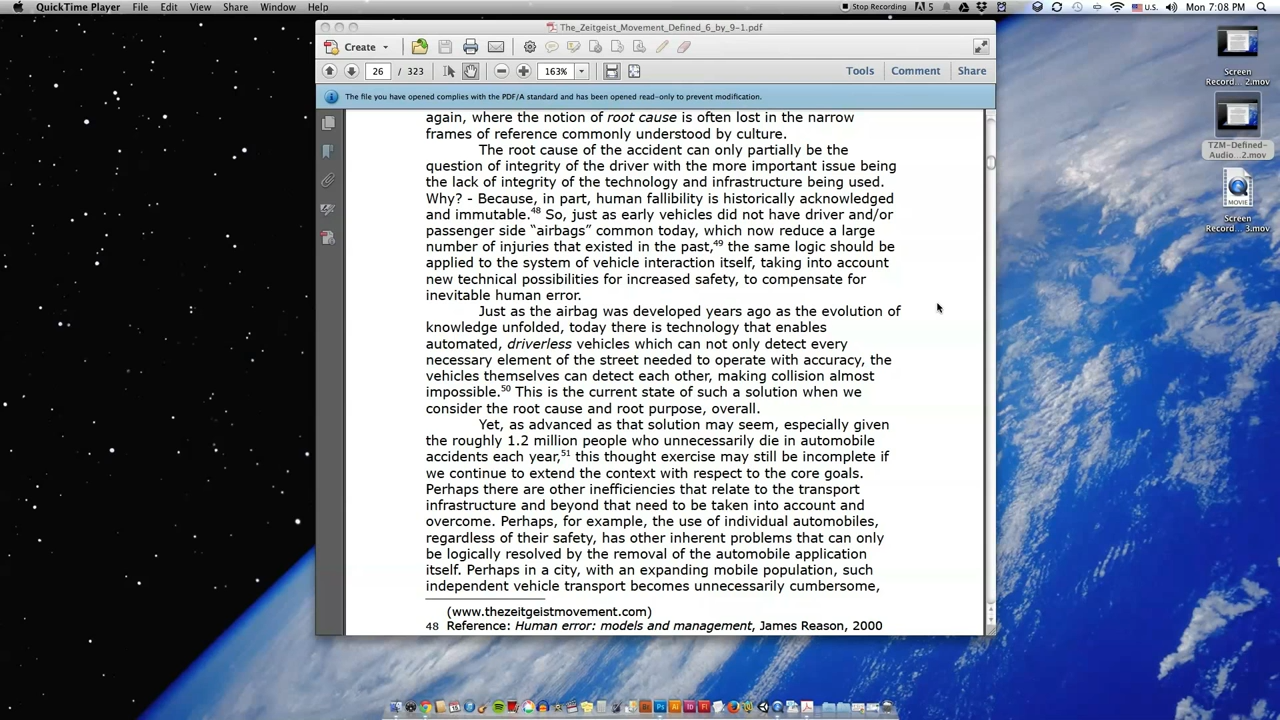 QuickTime Player File Edit View Share Window Help Stop Recording 5 U.S. Mon 7:08 PM
The_Zeitgeist_Movement_Defined_6_by_9-1.pdf
Create
26 / 323 163% Tools Comment Share
The file you have opened complies with the PDF/A standard and has been opened read-only to prevent modification.
again, where the notion of root cause is often lost in the narrow
frames of reference commonly understood by culture.
The root cause of the accident can only partially be the
question of integrity of the driver with the more important issue being
the lack of integrity of the technology and infrastructure being used.
Why? - Because, in part, human fallibility is historically acknowledged
and immutable.48 So, just as early vehicles did not have driver and/or
passenger side “airbags” common today, which now reduce a large
number of injuries that existed in the past,49 the same logic should be
applied to the system of vehicle interaction itself, taking into account
new technical possibilities for increased safety, to compensate for
inevitable human error.
Just as the airbag was developed years ago as the evolution of
knowledge unfolded, today there is technology that enables
automated, driverless vehicles which can not only detect every
necessary element of the street needed to operate with accuracy, the
vehicles themselves can detect each other, making collision almost
impossible.50 This is the current state of such a solution when we
consider the root cause and root purpose, overall.
Yet, as advanced as that solution may seem, especially given
the roughly 1.2 million people who unnecessarily die in automobile
accidents each year,51 this thought exercise may still be incomplete if
we continue to extend the context with respect to the core goals.
Perhaps there are other inefficiencies that relate to the transport
infrastructure and beyond that need to be taken into account and
overcome. Perhaps, for example, the use of individual automobiles,
regardless of their safety, has other inherent problems that can only
be logically resolved by the removal of the automobile application
itself. Perhaps in a city, with an expanding mobile population, such
independent vehicle transport becomes unnecessarily cumbersome,
(www.thezeitgeistmovement.com)
48 Reference: Human error: models and management, James Reason, 2000
Screen
Record...2.mov
TZM-Defined-
Audio...2.mov
MOVIE
Screen
Record...3.mov